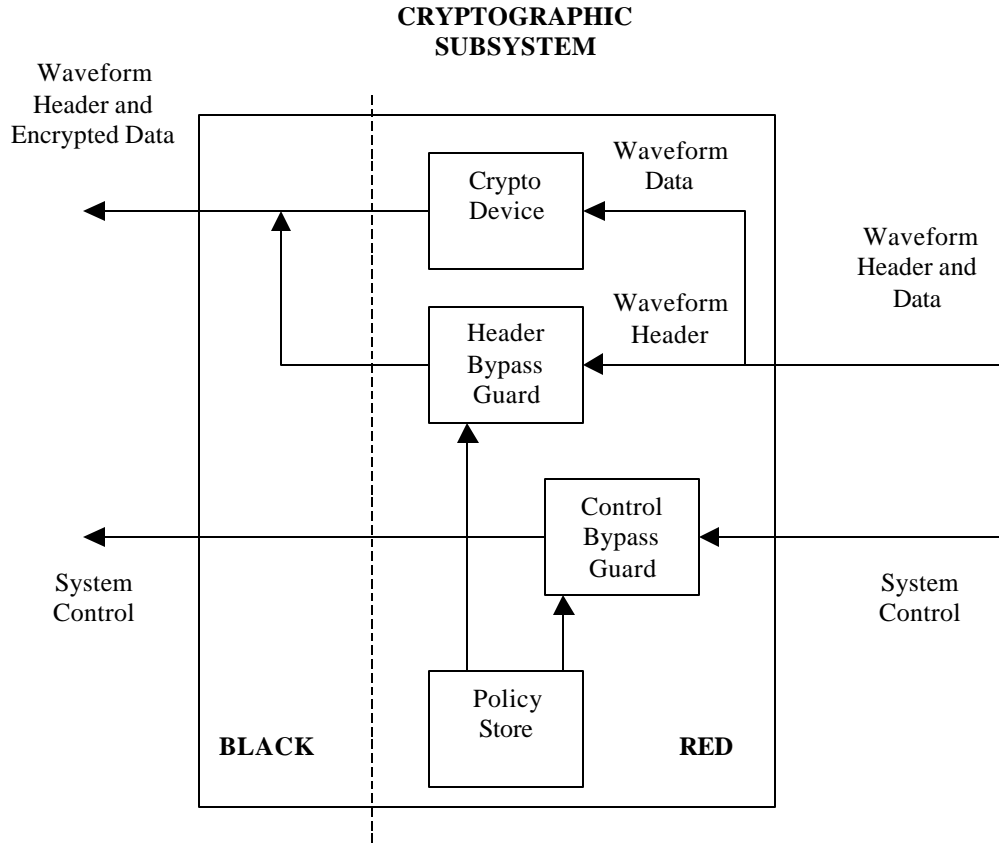 CRYPTOGRAPHIC
SUBSYSTEM
Waveform
Header and
Encrypted Data
Crypto
Device
Waveform
Data
Waveform
Header and
Data
Header
Bypass
Guard
Waveform
Header
Control
Bypass
Guard
System
Control
System
Control
Policy
Store
BLACK
RED